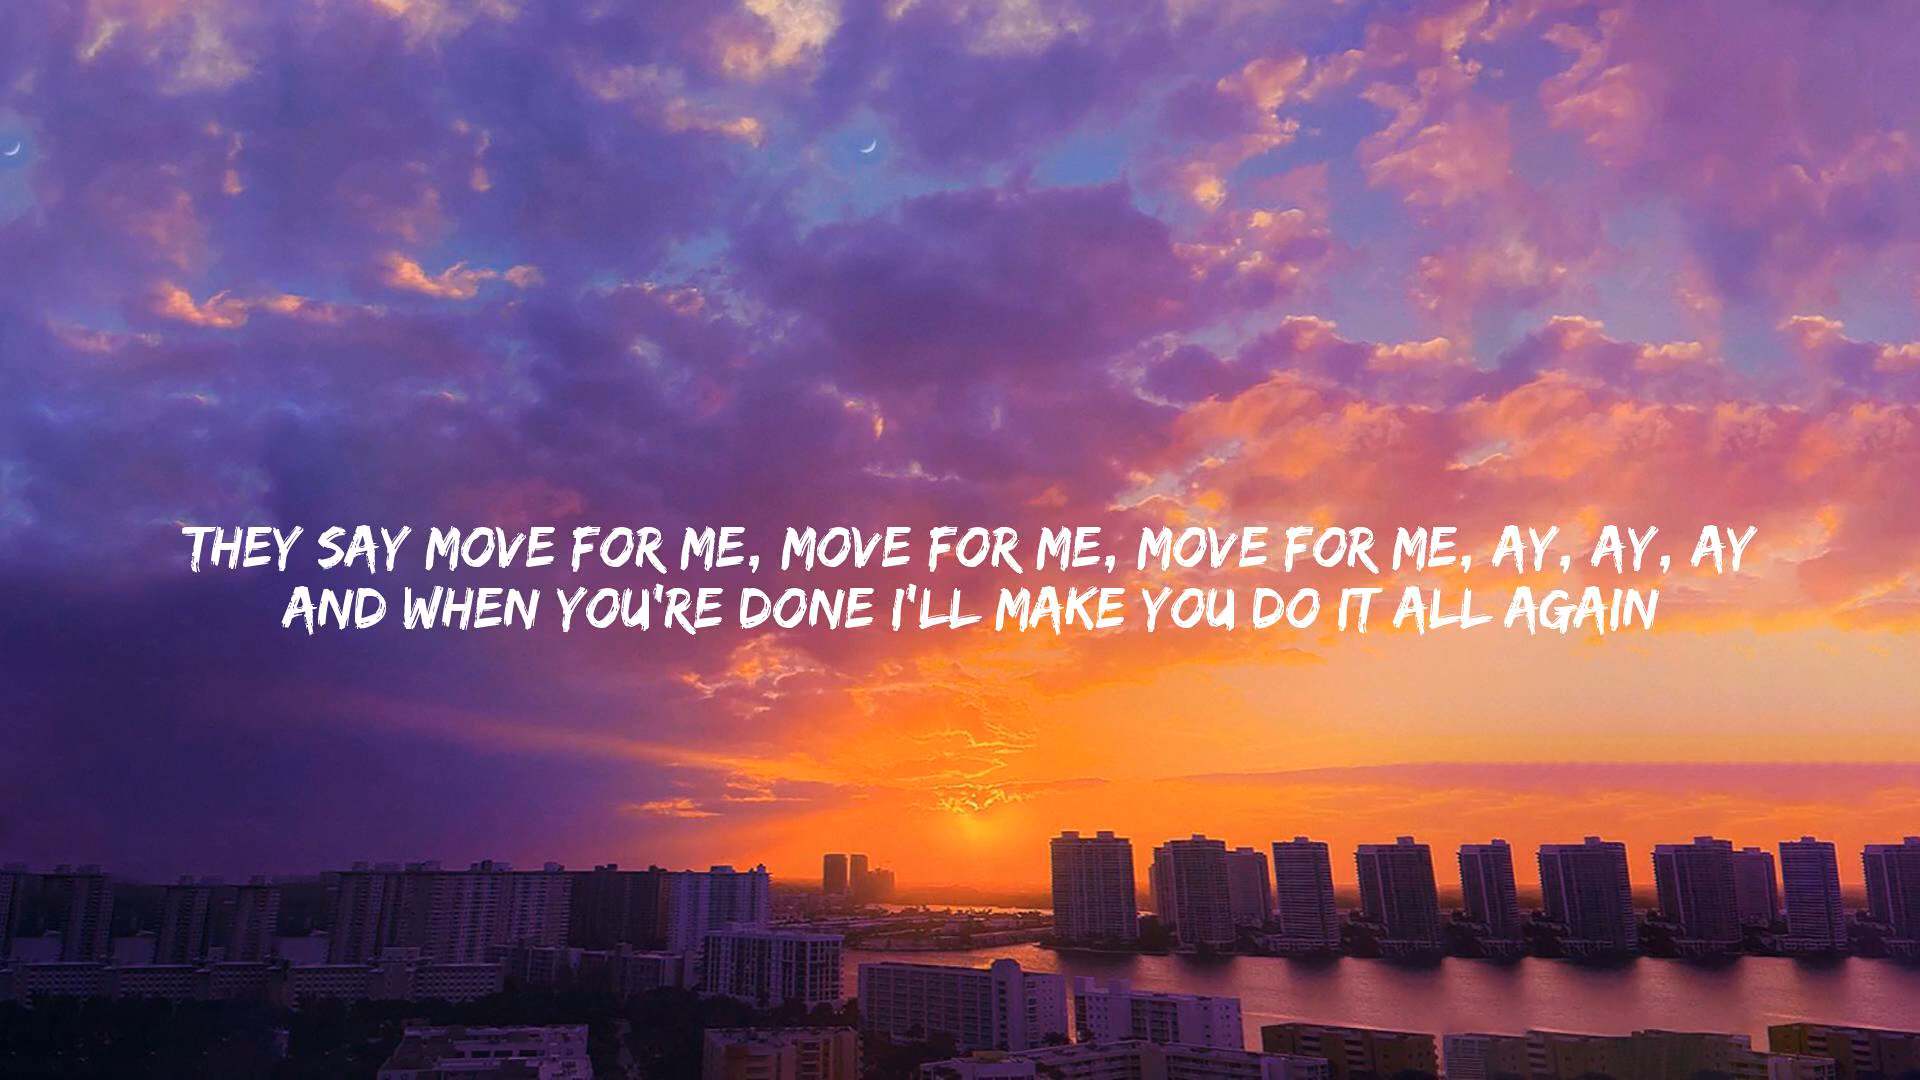 THEY SAY MOVE FOR ME, MOVE FOR ME, MOVE FOR ME, AY, AY, AY
AND WHEN YOU'RE DONE I'LL MAKE YOU DO IT ALL AGAIN